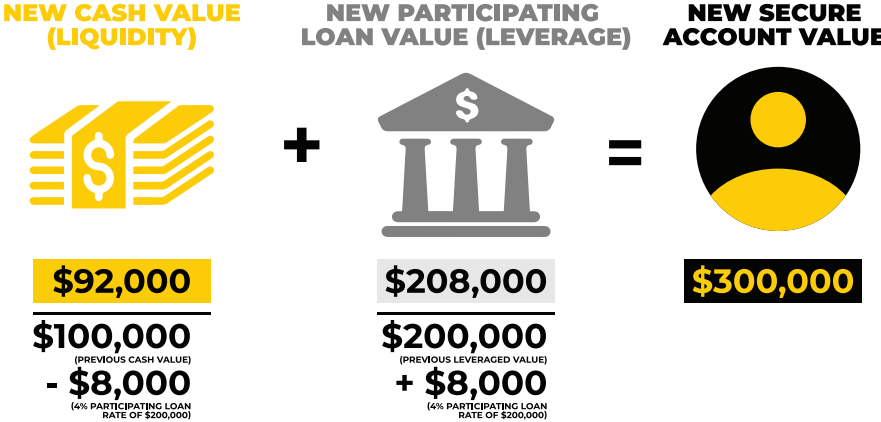 NEW CASH VALUE
(LIQUIDITY)
NEW PARTICIPATING
LOAN VALUE (LEVERAGE)
NEW SECURE
ACCOUNT VALUE
$
+
$
=
$92,000
$100,000
(PREVIOUS CASH VALUE)
- $8,000
(4% PARTICIPATING LOAN
RATE OF $200,000)
$208,000
$200,000
(PREVIOUS LEVERAGED VALUE)
+ $8,000
(4% PARTICIPATING LOAN
RATE OF $200,000)
$300,000